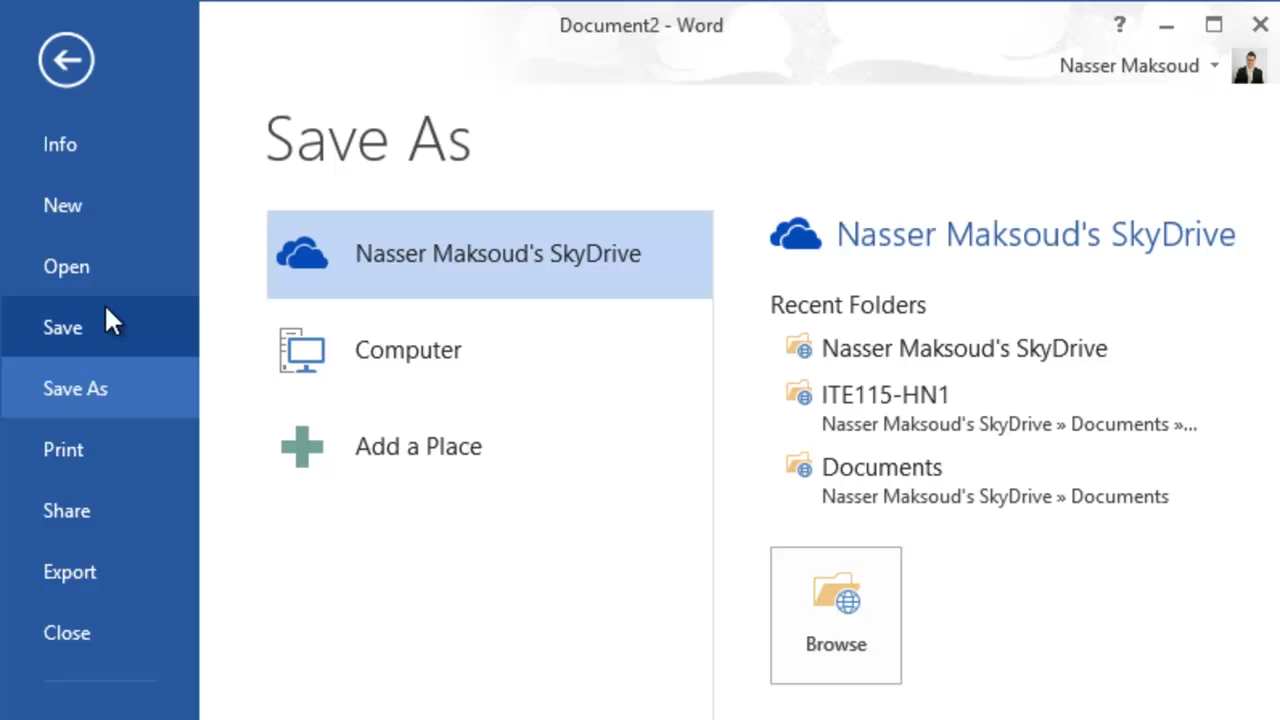 Document2 - Word
?
Nasser Maksoud
Info
New
Open
Save
Save As
Print
Share
Export
Close
Save As
Nasser Maksoud's SkyDrive
Computer
Add a Place
Nasser Maksoud's SkyDrive
Recent Folders
Nasser Maksoud's SkyDrive
ITE115-HN1
Nasser Maksoud's SkyDrive » Documents »...
Documents
Nasser Maksoud's SkyDrive » Documents
Browse